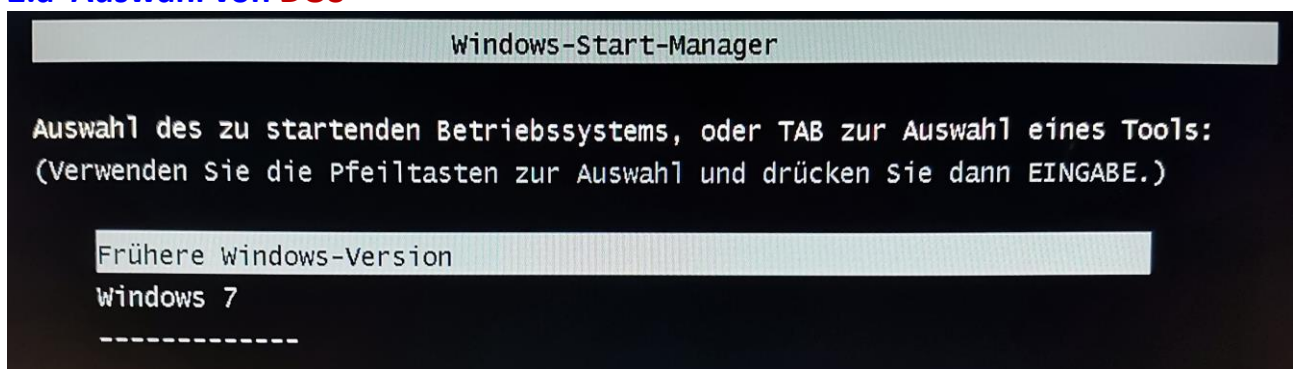 Windows-Start-Manager
Auswahl des zu startenden Betriebssystems, oder TAB zur Auswahl eines Tools:
(Verwenden Sie die Pfeiltasten zur Auswahl und drücken Sie dann EINGABE.)
Frühere Windows-Version
Windows 7
-------------